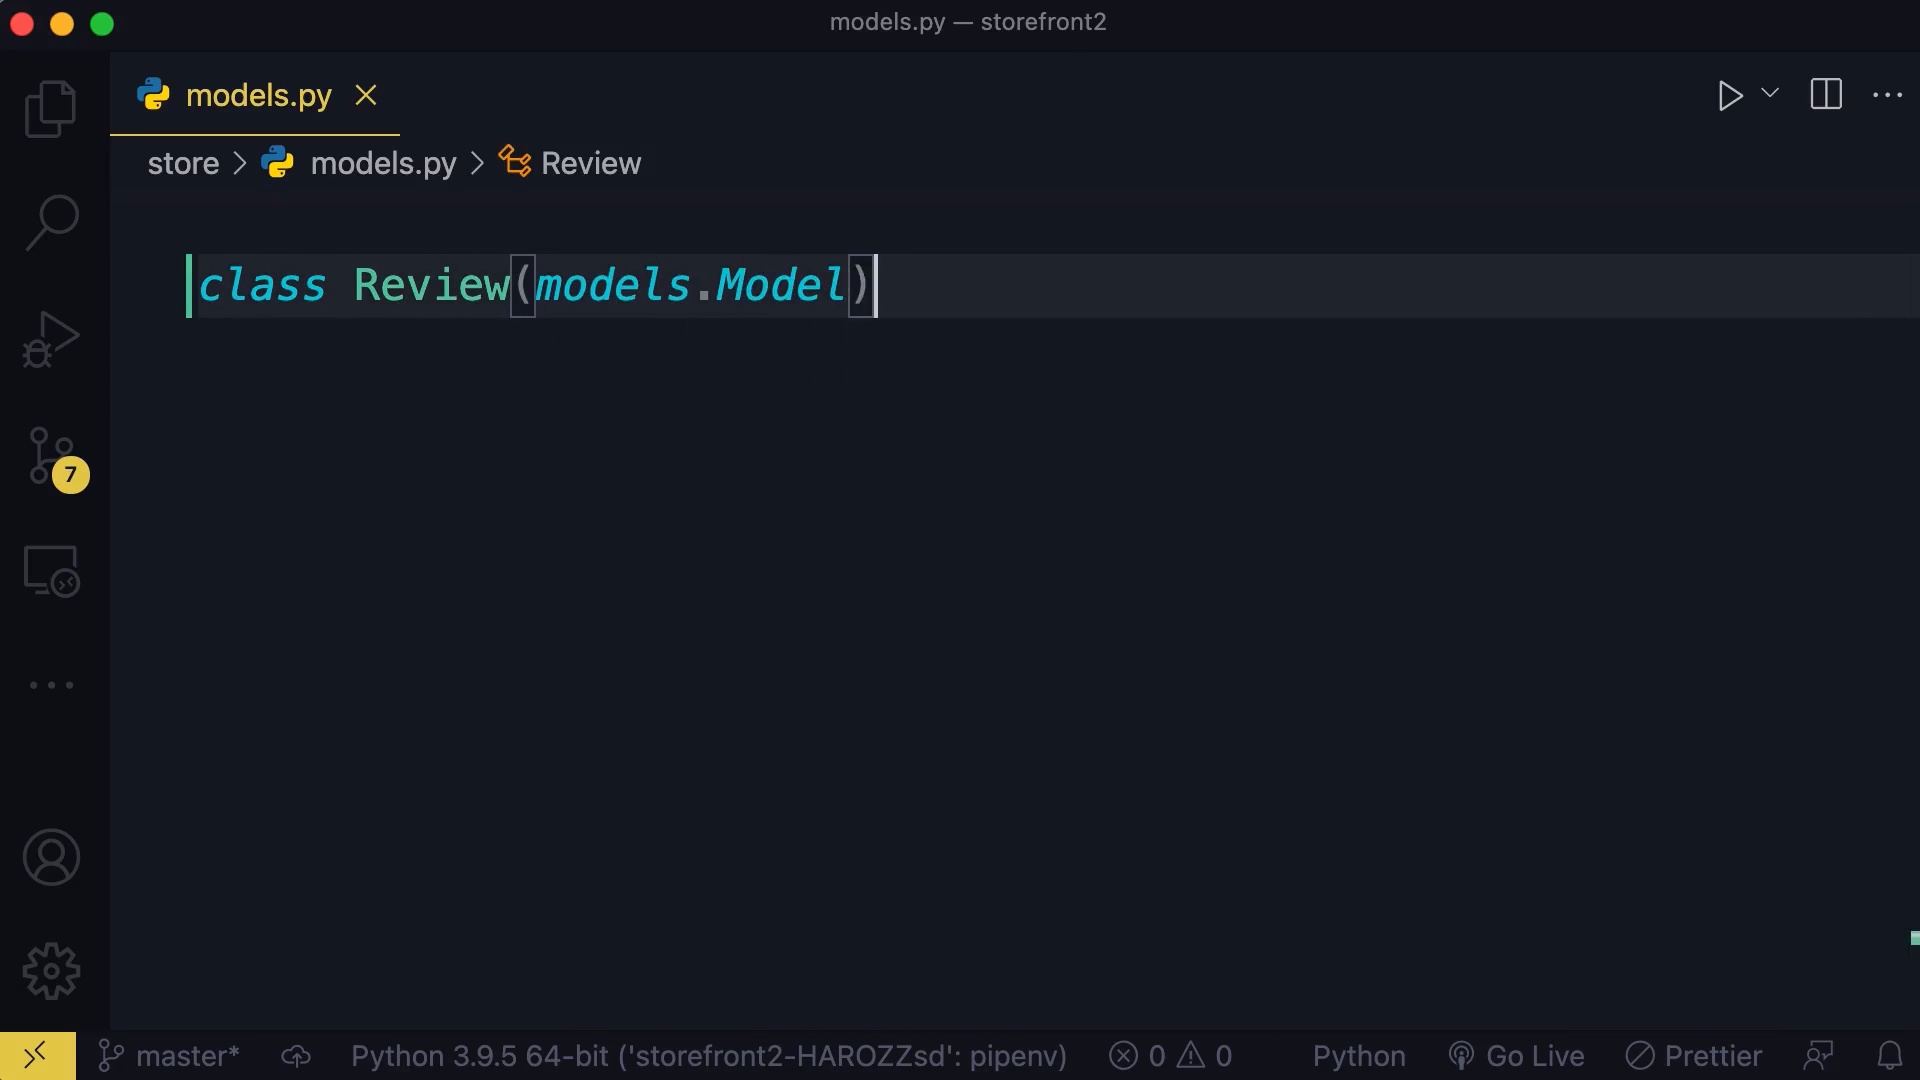 models.py — storefront2
models.py
store > models.py > Review
class Review(models.Model)
7
master*
Python 3.9.5 64-bit ('storefront2-HAROZZsd': pipenv)
0 0
Python
Go Live
Prettier